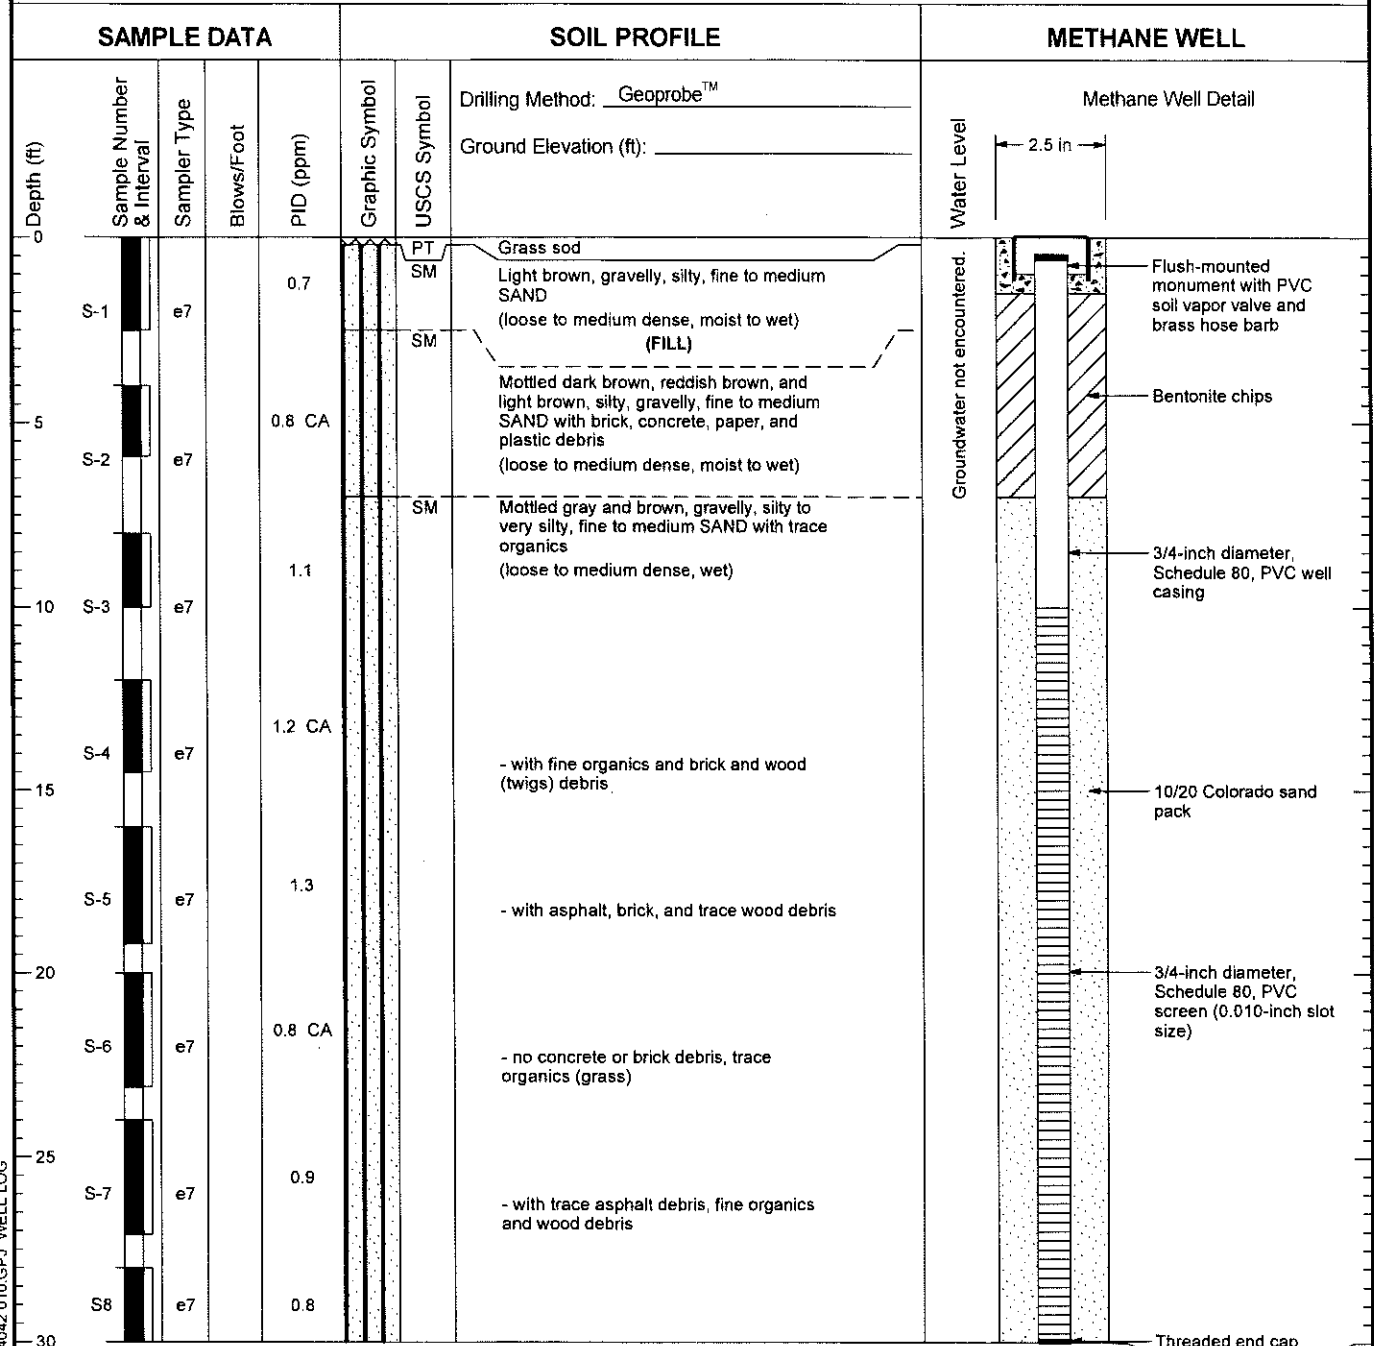 SAMPLE DATA
SOIL PROFILE
METHANE WELL
Depth (ft)
Sample Number
& Interval
Sampler Type
Blows/Foot
PID (ppm)
Graphic Symbol
USCS Symbol
Drilling Method: Geoprobe™
Ground Elevation (ft):
Water Level
Methane Well Detail
2.5 in
0
PT
Grass sod
SM
Light brown, gravelly, silty, fine to medium
SAND
(loose to medium dense, moist to wet)
(FILL)
0.7
S-1
e7
SM
Mottled dark brown, reddish brown, and
light brown, silty, gravelly, fine to medium
SAND with brick, concrete, paper, and
plastic debris
(loose to medium dense, moist to wet)
5
0.8 CA
S-2
e7
SM
Mottled gray and brown, gravelly, silty to
very silty, fine to medium SAND with trace
organics
(loose to medium dense, wet)
1.1
10
S-3
e7
1.2 CA
S-4
e7
- with fine organics and brick and wood
(twigs) debris
15
1.3
S-5
e7
- with asphalt, brick, and trace wood debris
20
0.8 CA
S-6
e7
- no concrete or brick debris, trace
organics (grass)
25
0.9
S-7
e7
- with trace asphalt debris, fine organics
and wood debris
S8
e7
0.8
30
Groundwater not encountered.
Flush-mounted
monument with PVC
soil vapor valve and
brass hose barb
Bentonite chips
3/4-inch diameter,
Schedule 80, PVC well
casing
10/20 Colorado sand
pack
3/4-inch diameter,
Schedule 80, PVC
screen (0.010-inch slot
size)
Threaded end cap
WELL LOG